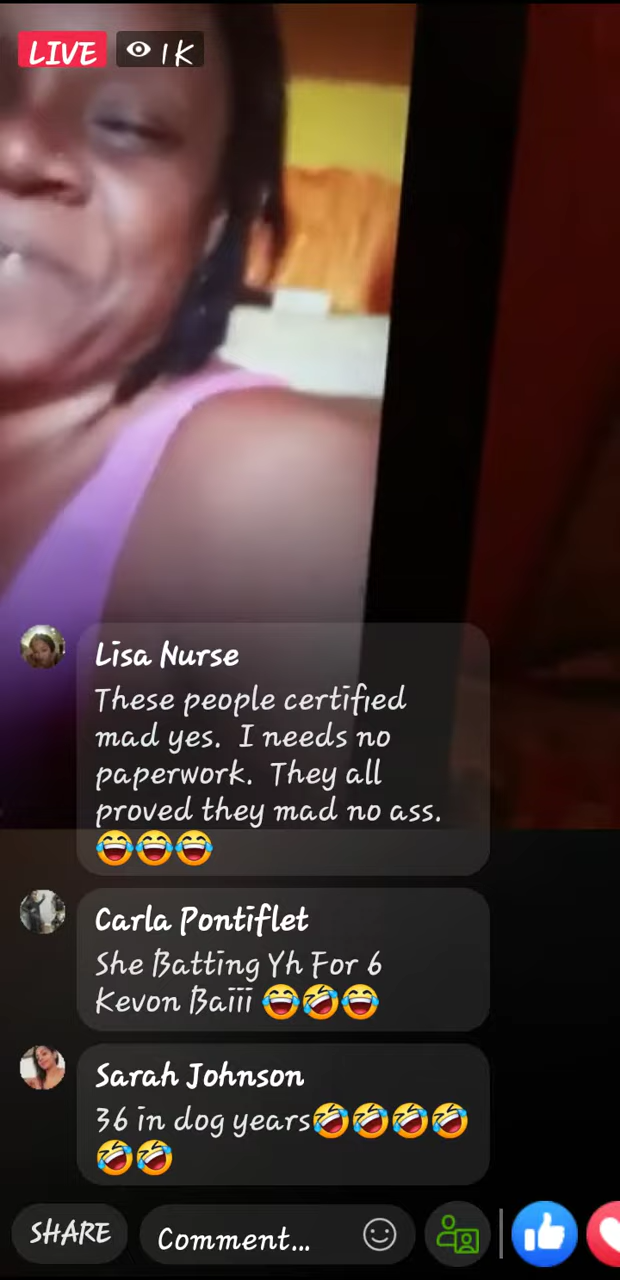 LIVE 1K
Lisa Nurse
These people certified
mad yes. I needs no
paperwork. They all
proved they mad no ass.
😂😂😂
Carla Pontiflet
She Batting Yh For 6
Kevon Baiii 😂🤣😂
Sarah Johnson
36 in dog years🤣🤣🤣🤣
🤣🤣
SHARE Comment...